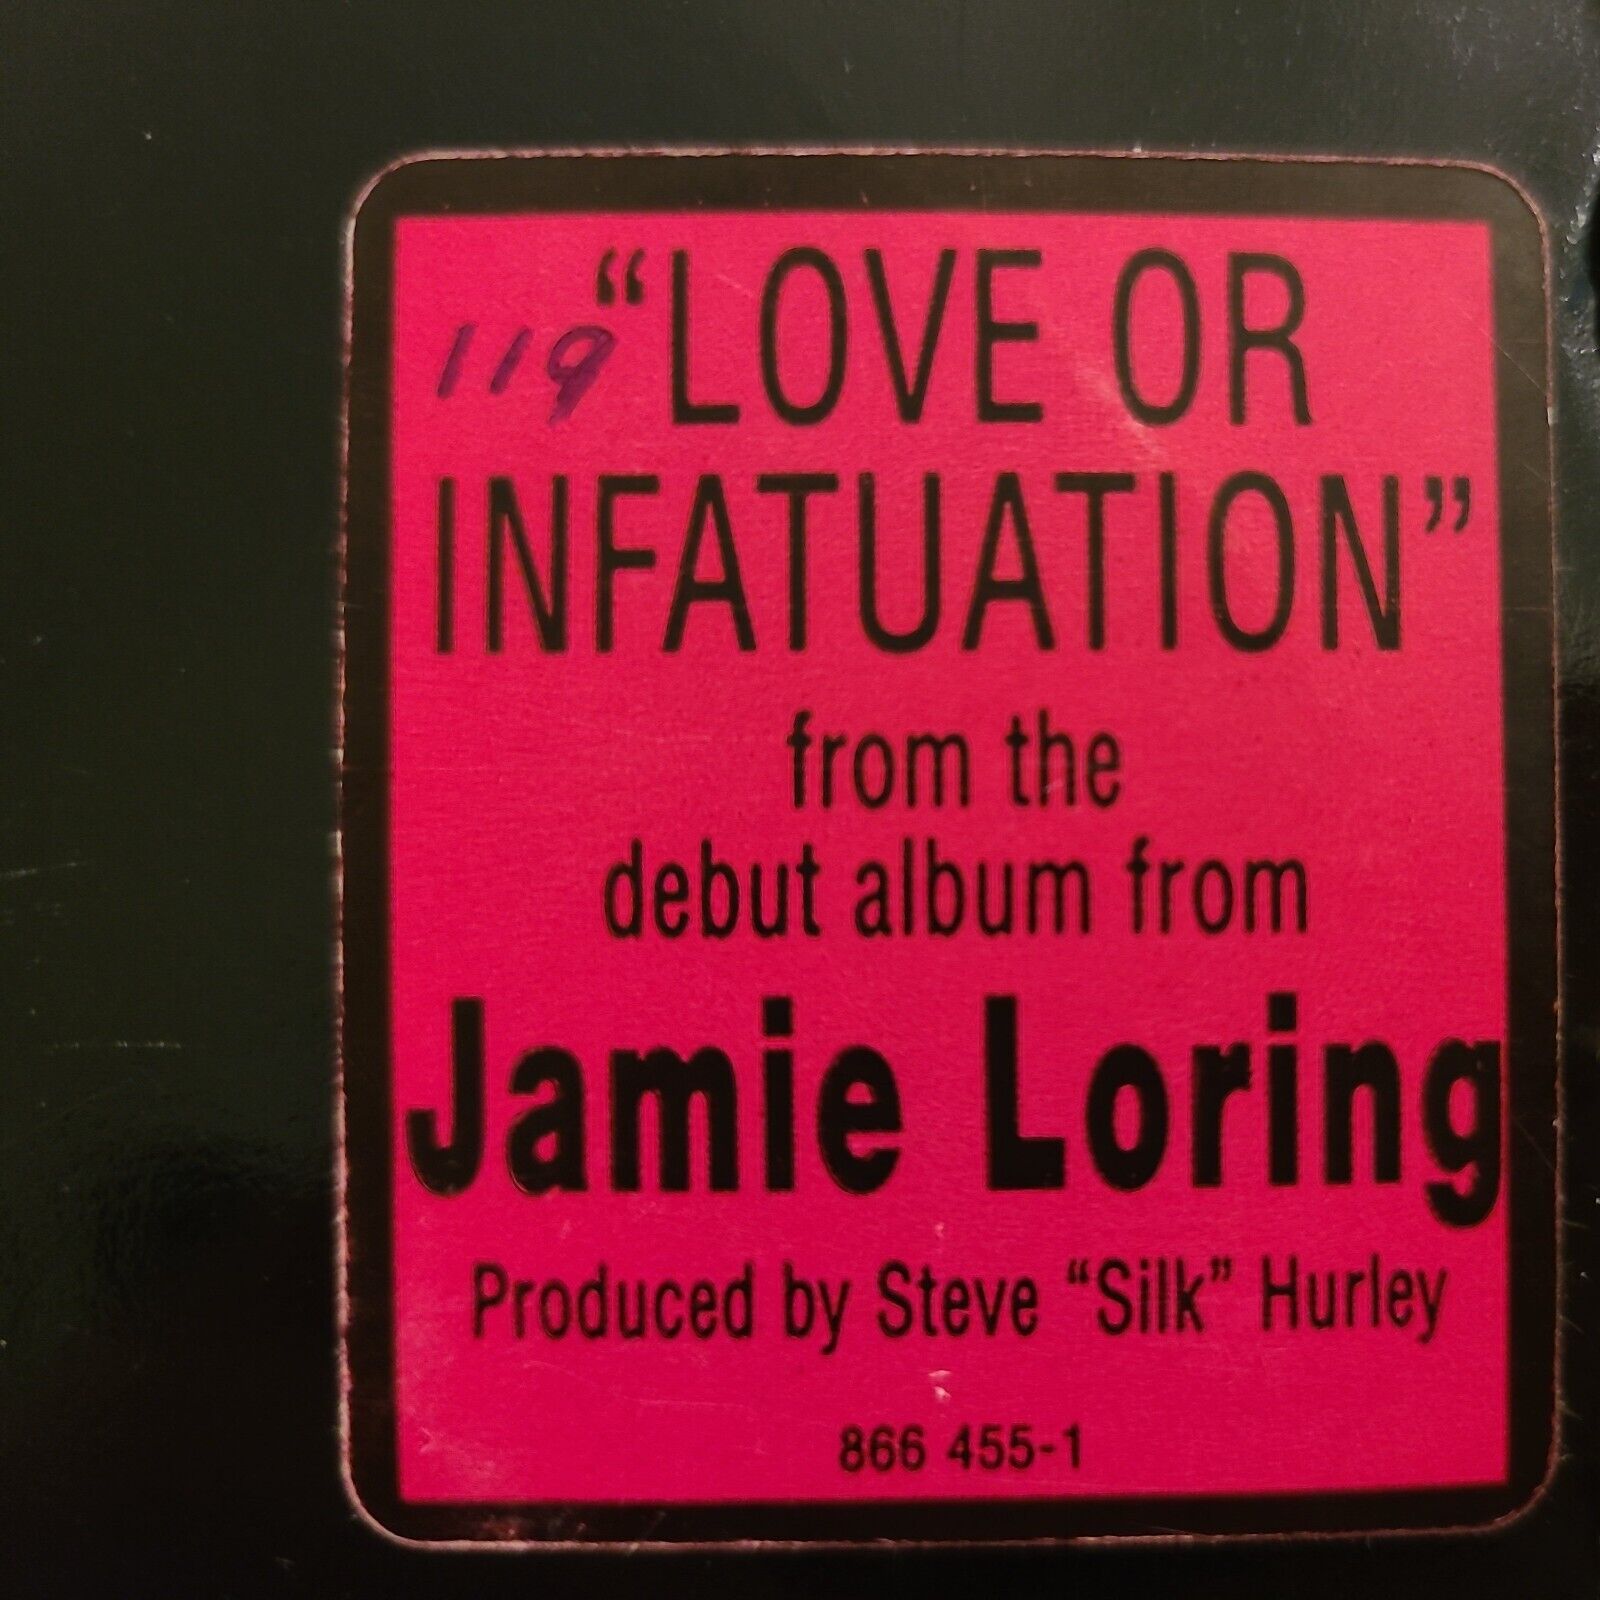 “LOVE OR
119
INFATUATION”
from the
debut album from
Jamie Loring
Produced by Steve “Silk” Hurley
866 455-1